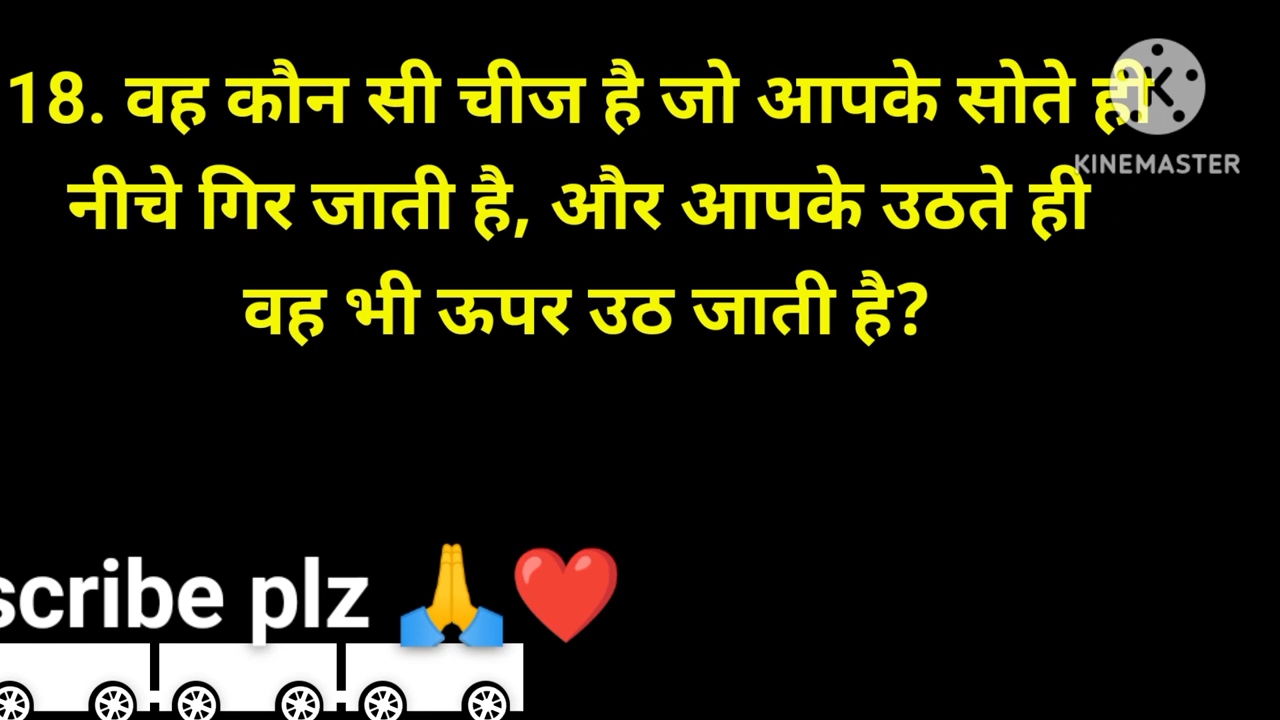 18. वह कौन सी चीज है जो आपके सोते ही
KINEMASTER
नीचे गिर जाती है, और आपके उठते ही
वह भी ऊपर उठ जाती है?
scribe plz 🙏❤️